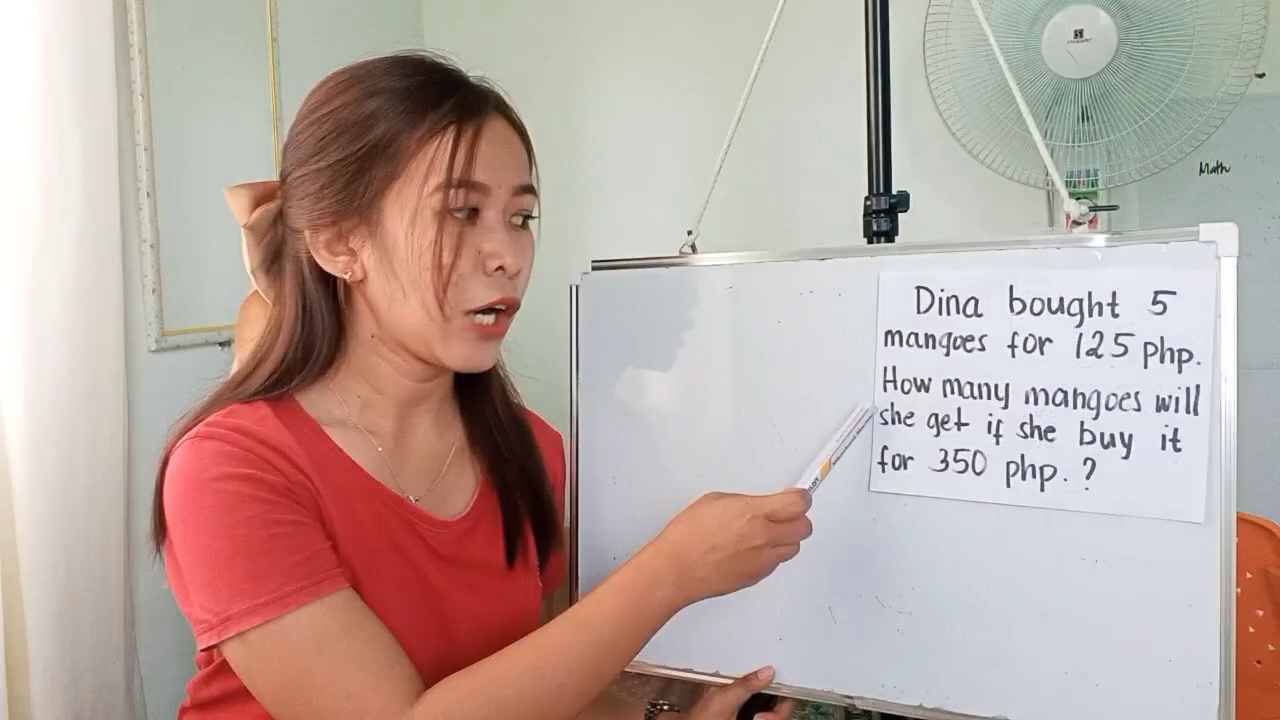 Dina bought 5
mangoes for 125 php.
How many mangoes will
she get if she buy it
for 350 php. ?
Math